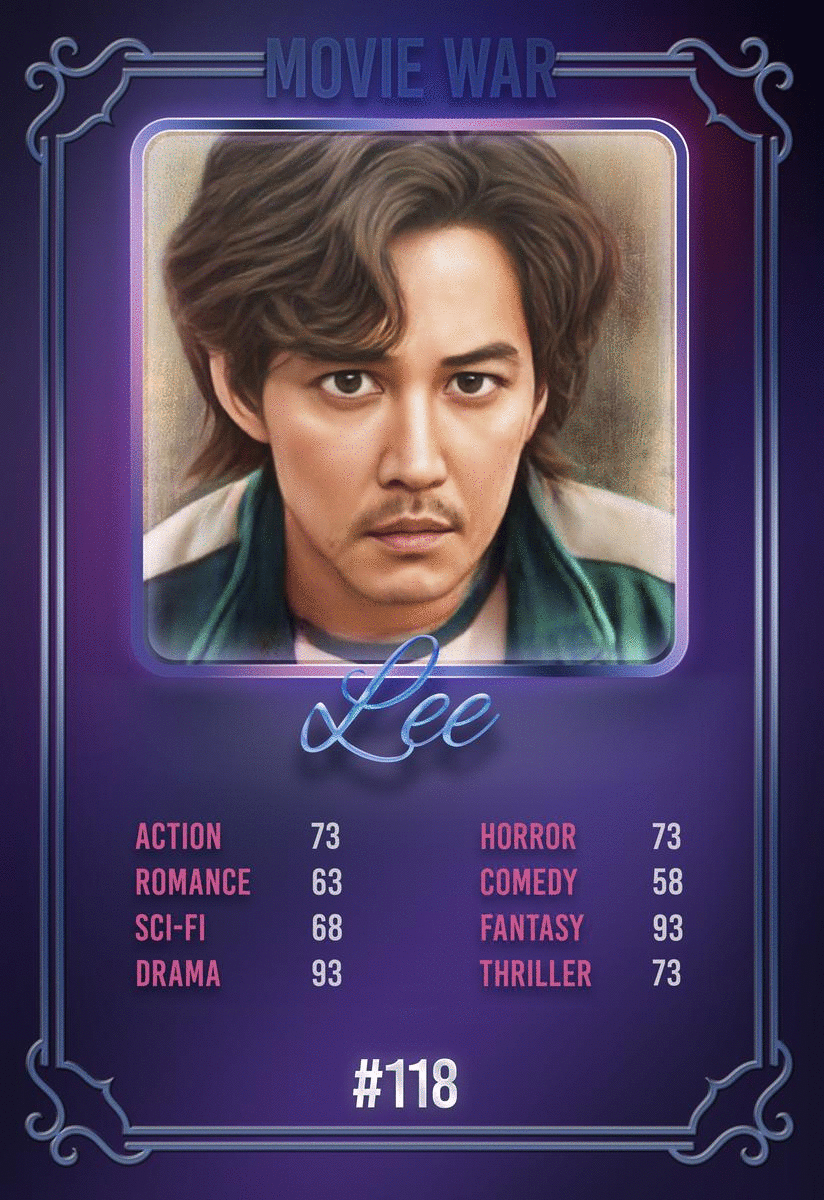 MOVIE WAR
Lee
ACTION 73 HORROR 73
ROMANCE 63 COMEDY 58
SCI-FI 68 FANTASY 93
DRAMA 93 THRILLER 73
#118